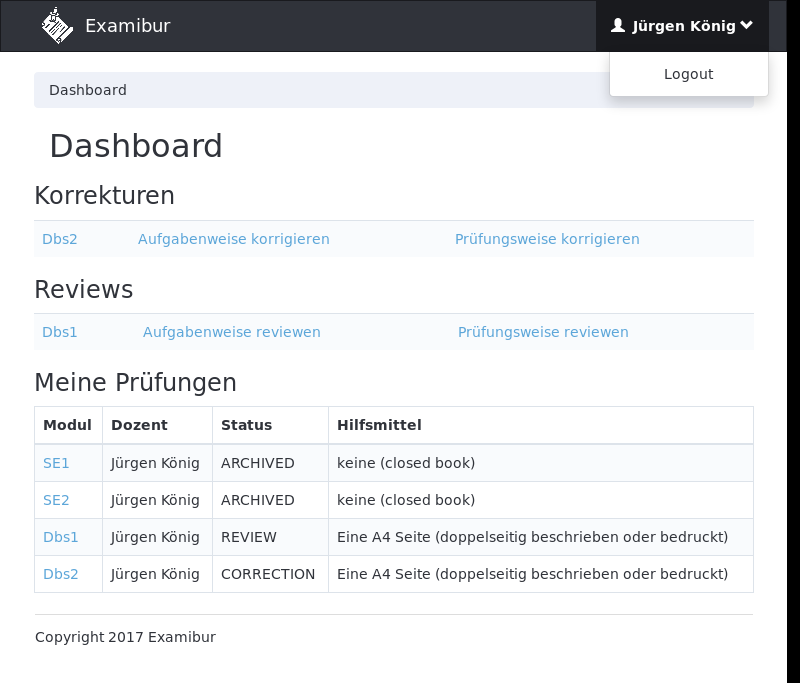 Examibur
Jürgen König
Logout
Dashboard
Dashboard
Korrekturen
Dbs2 Aufgabenweise korrigieren Prüfungsweise korrigieren
Reviews
Dbs1 Aufgabenweise reviewen Prüfungsweise reviewen
Meine Prüfungen
Modul Dozent Status Hilfsmittel
SE1 Jürgen König ARCHIVED keine (closed book)
SE2 Jürgen König ARCHIVED keine (closed book)
Dbs1 Jürgen König REVIEW Eine A4 Seite (doppelseitig beschrieben oder bedruckt)
Dbs2 Jürgen König CORRECTION Eine A4 Seite (doppelseitig beschrieben oder bedruckt)
Copyright 2017 Examibur